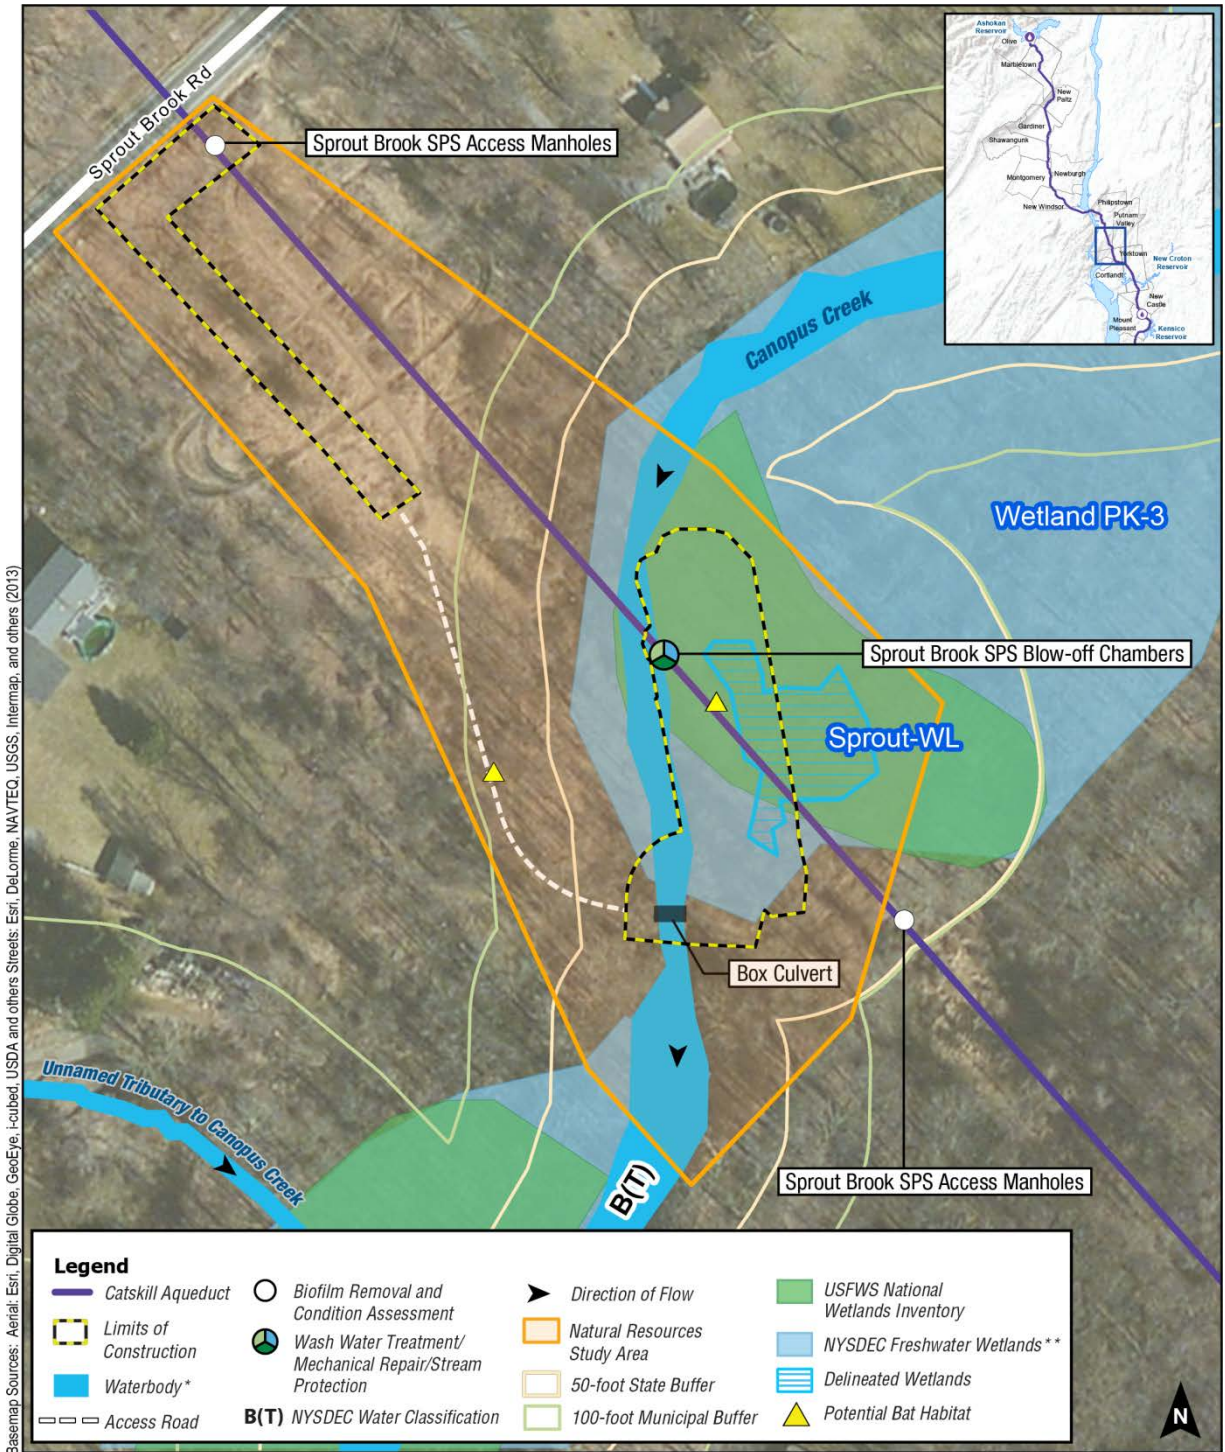 Sprout Brook Rd
Sprout Brook SPS Access Manholes
Ashokan
Reservoir
Olive
Marbletown
New
Paltz
Gardiner
Shawangunk
Montgomery
Newburgh
New Windsor
Philipstown
Putnam
Valley
Yorktown
Cortlandt
New Croton
Reservoir
New
Castle
Mount
Pleasant
Kensico
Reservoir
Canopus Creek
Wetland PK-3
Sprout Brook SPS Blow-off Chambers
Sprout-WL
Box Culvert
Unnamed Tributary to Canopus Creek
B(T)
Sprout Brook SPS Access Manholes
Basemap Sources: Aerial: Esri, Digital Globe, GeoEye, i-cubed, USDA and others Streets: Esri, DeLorme, NAVTEQ, USGS, Intermap, and others (2013)
Legend
Catskill Aqueduct
Limits of
Construction
Waterbody*
Access Road
Biofilm Removal and
Condition Assessment
Wash Water Treatment/
Mechanical Repair/Stream
Protection
B(T) NYSDEC Water Classification
Direction of Flow
Natural Resources
Study Area
50-foot State Buffer
100-foot Municipal Buffer
USFWS National
Wetlands Inventory
NYSDEC Freshwater Wetlands**
Delineated Wetlands
Potential Bat Habitat
N